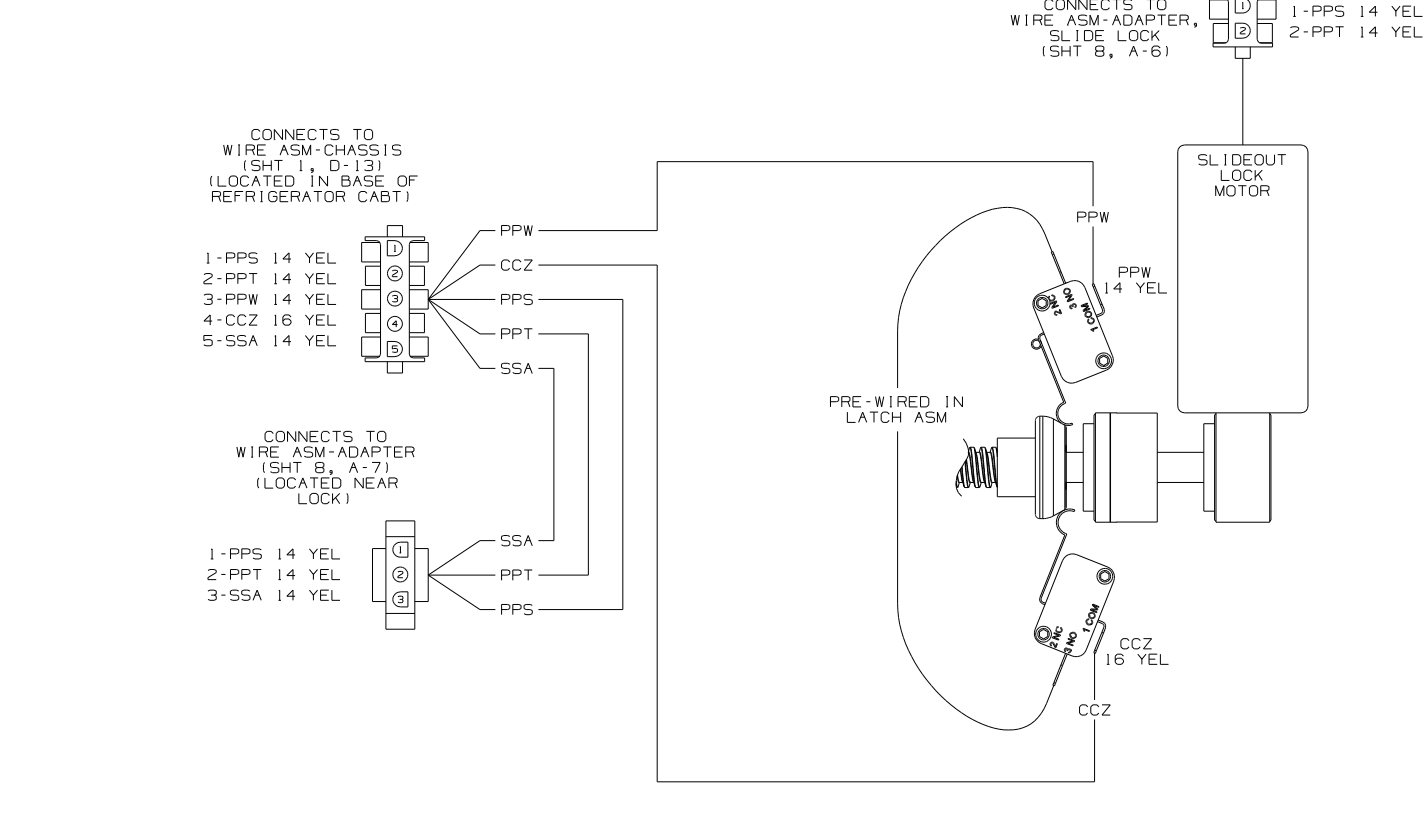 CONNECTS TO
WIRE ASM-ADAPTER,
SLIDE LOCK
(SHT 8, A-6)
1
2
1-PPS 14 YEL
2-PPT 14 YEL
SLIDEOUT
LOCK
MOTOR
CONNECTS TO
WIRE ASM-CHASSIS
(SHT 1, D-13)
(LOCATED IN BASE OF
REFRIGERATOR CABT)
1-PPS 14 YEL
2-PPT 14 YEL
3-PPW 14 YEL
4-CCZ 16 YEL
5-SSA 14 YEL
1
2
3
4
5
PPW
CCZ
PPS
PPT
SSA
PPW
PPW
14 YEL
2 NC
3 NO
1 COM
PRE-WIRED IN
LATCH ASM
CONNECTS TO
WIRE ASM-ADAPTER
(SHT 8, A-7)
(LOCATED NEAR
LOCK)
1-PPS 14 YEL
2-PPT 14 YEL
3-SSA 14 YEL
1
2
3
SSA
PPT
PPS
2 NC
3 NO
1 COM
CCZ
16 YEL
CCZ